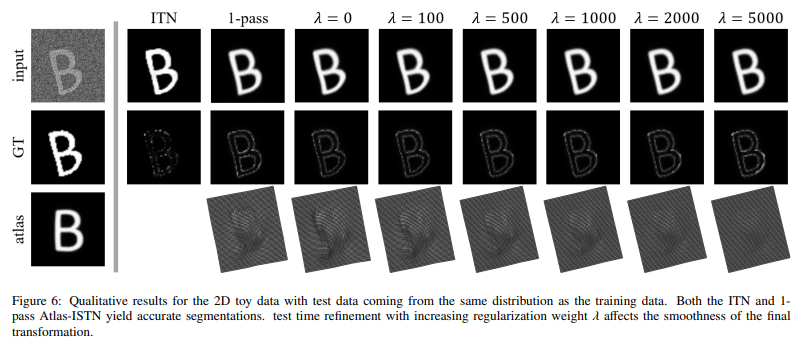 ITN 1-pass λ = 0 λ = 100 λ = 500 λ = 1000 λ = 2000 λ = 5000
input
GT
atlas
Figure 6: Qualitative results for the 2D toy data with test data coming from the same distribution as the training data. Both the ITN and 1-
pass Atlas-ISTN yield accurate segmentations. test time refinement with increasing regularization weight λ affects the smoothness of the final
transformation.